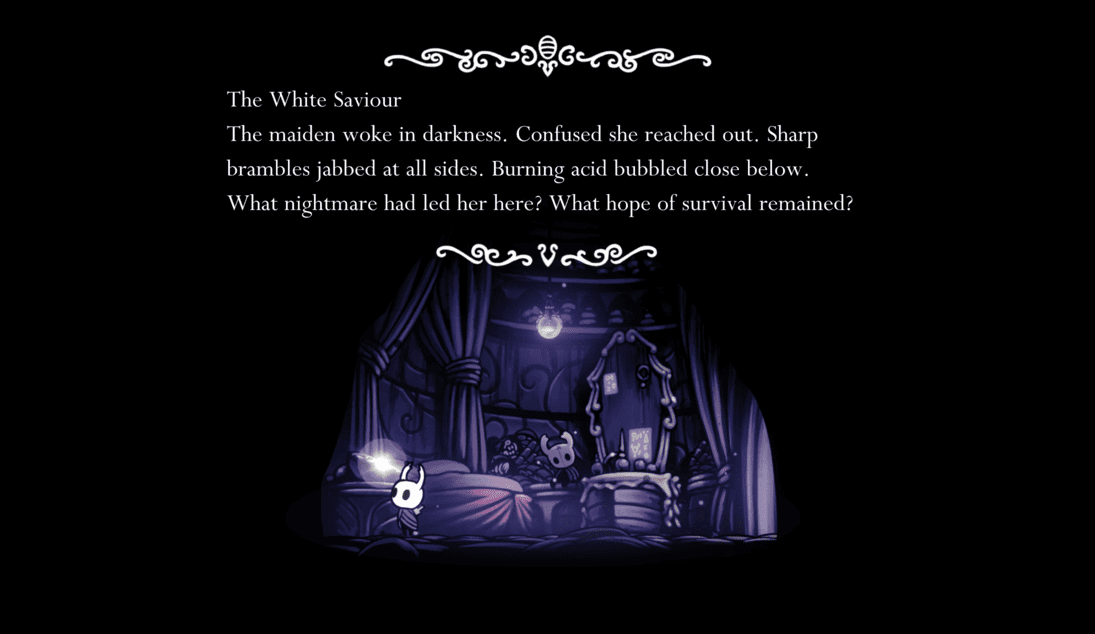 The White Saviour
The maiden woke in darkness. Confused she reached out. Sharp
brambles jabbed at all sides. Burning acid bubbled close below.
What nightmare had led her here? What hope of survival remained?